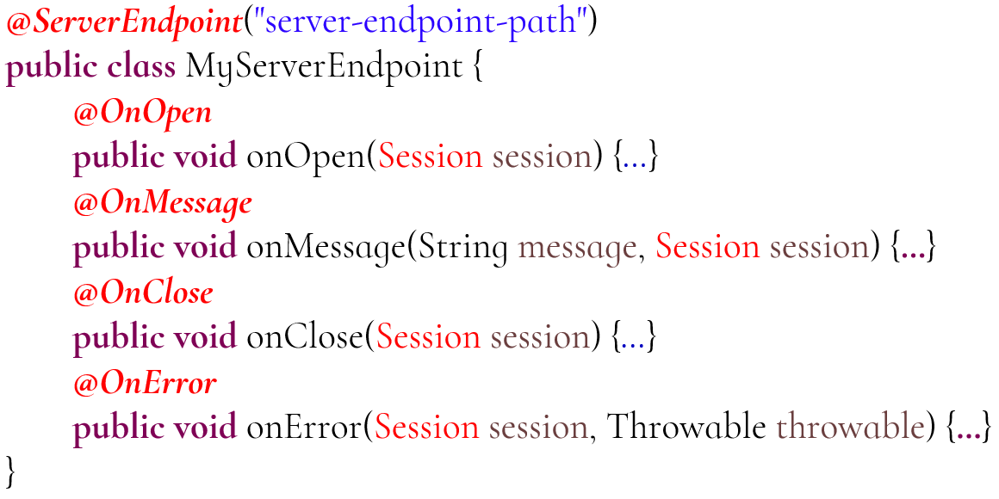 @ServerEndpoint("server-endpoint-path")
public class MyServerEndpoint {
@OnOpen
public void onOpen(Session session) {...}
@OnMessage
public void onMessage(String message, Session session) {...}
@OnClose
public void onClose(Session session) {...}
@OnError
public void onError(Session session, Throwable throwable) {...}
}